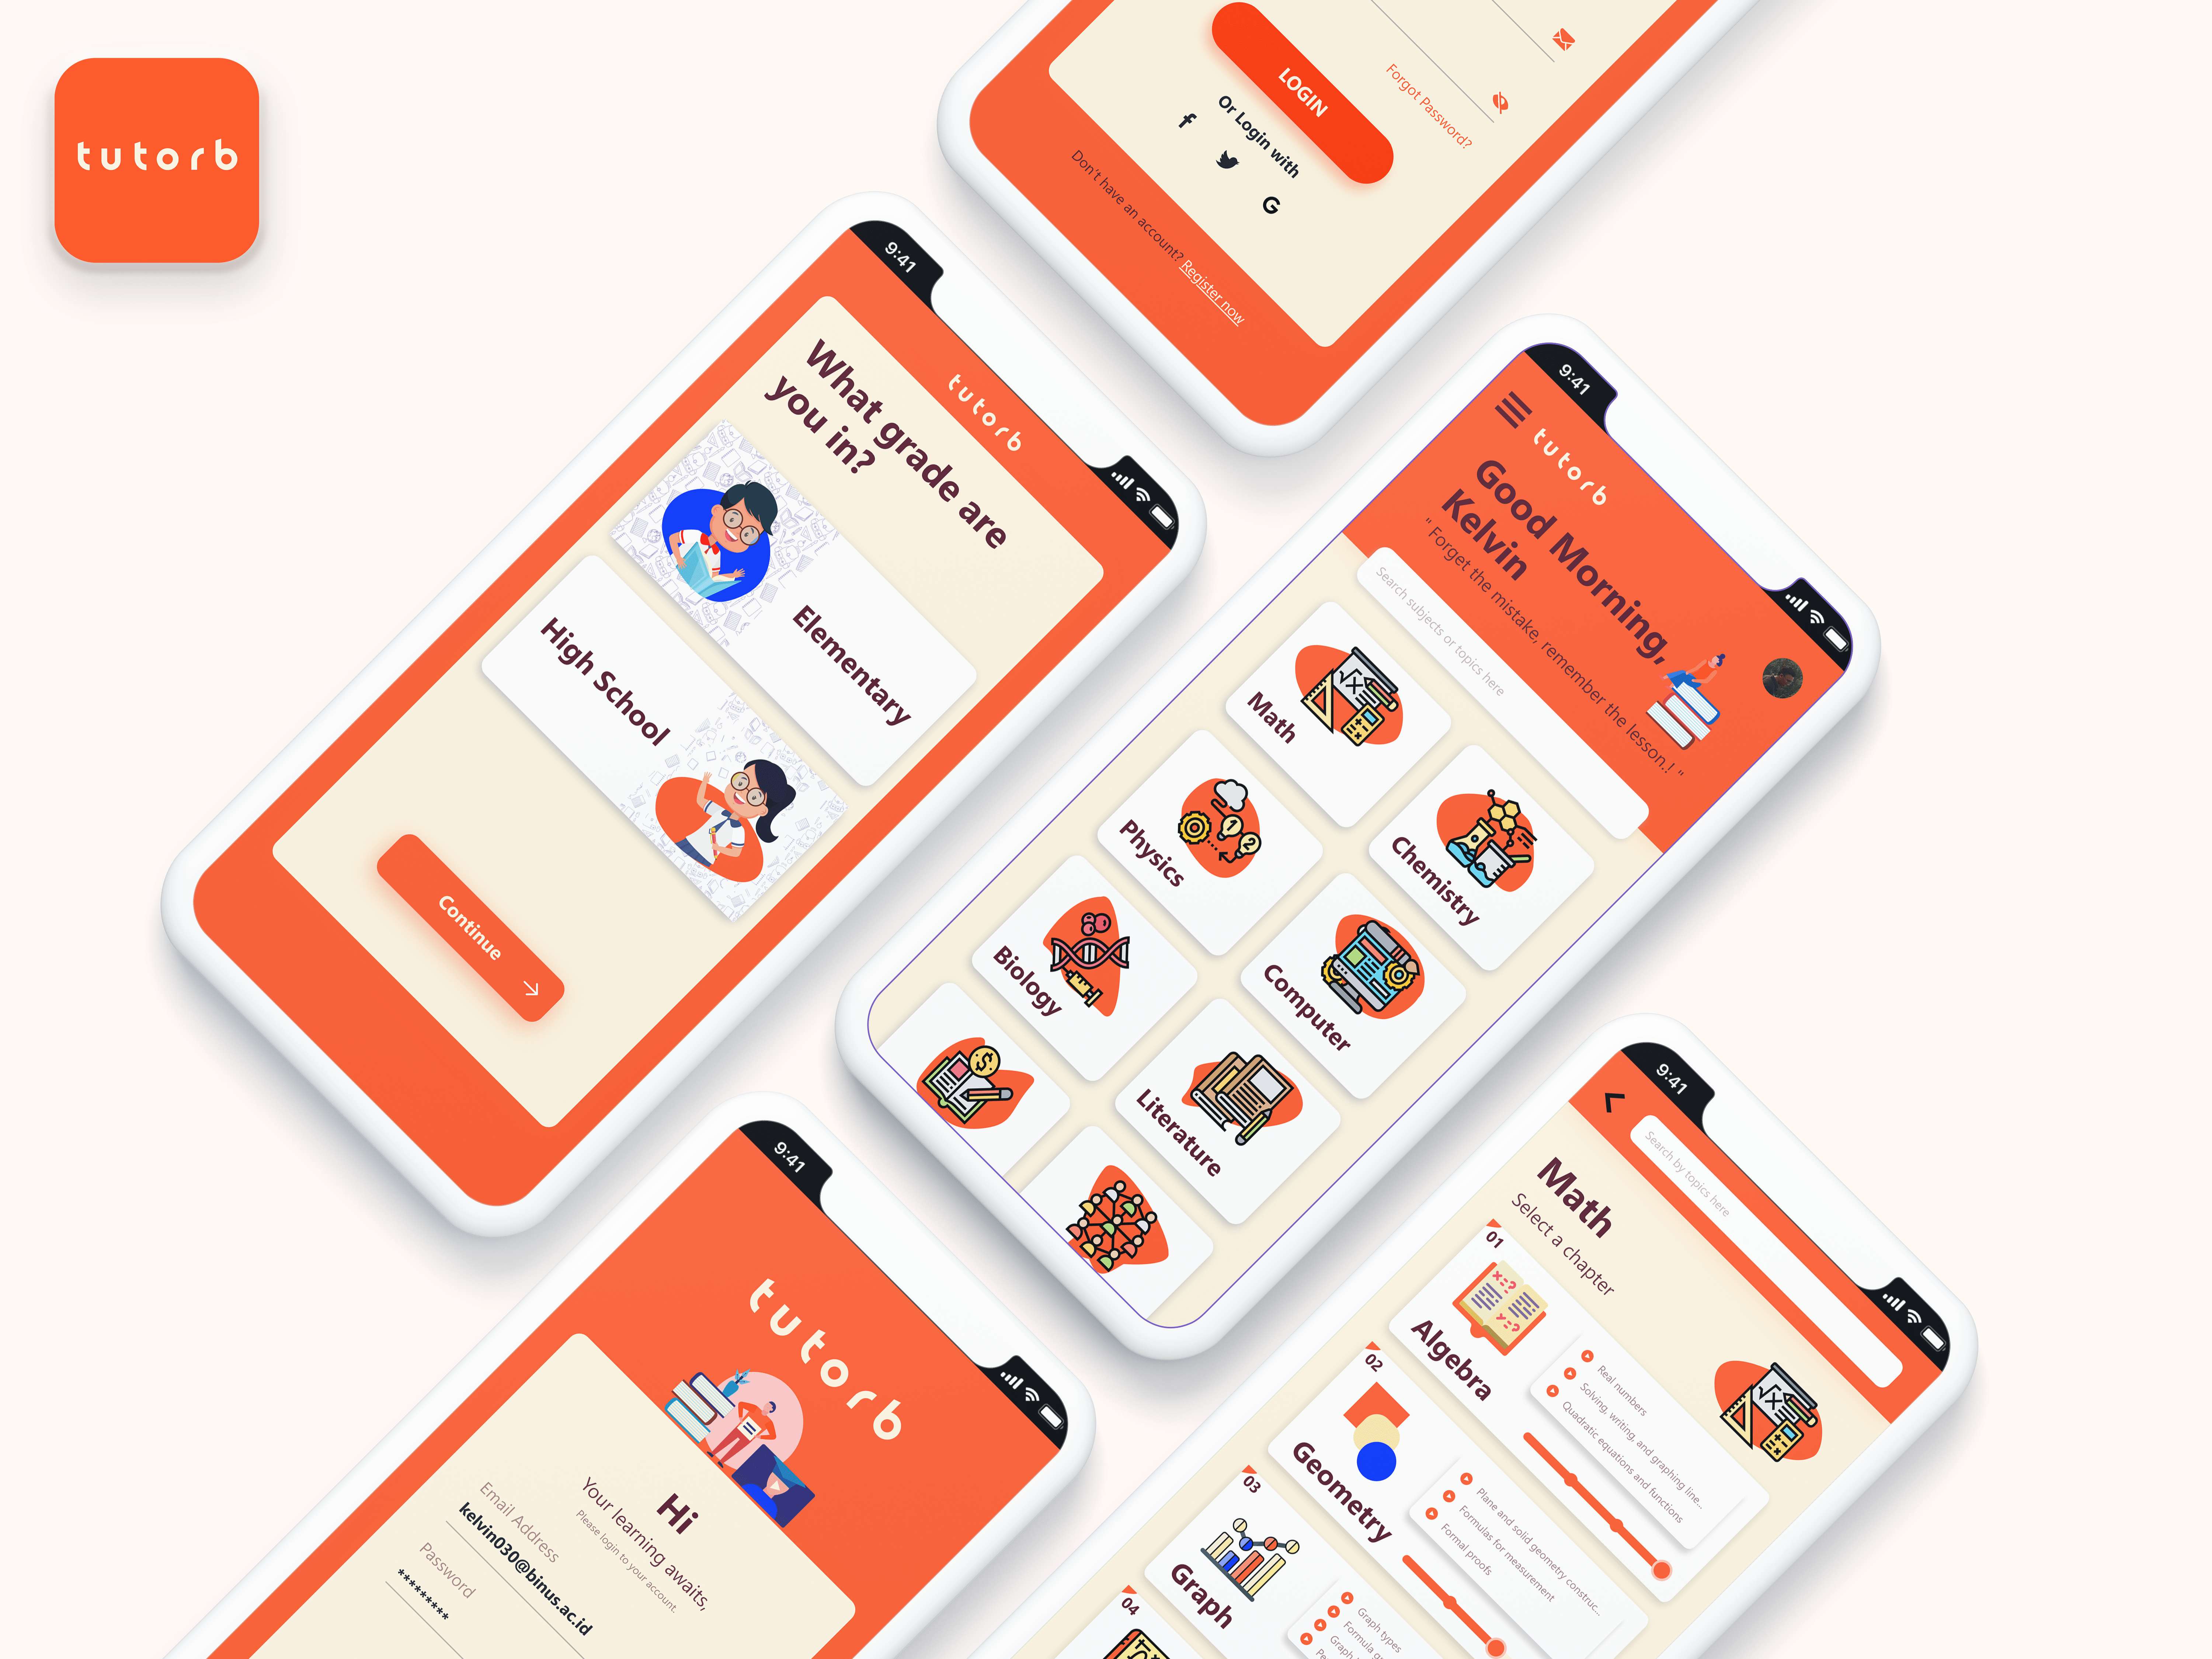 tutorb
LOGIN
Forgot Password?
Or Login with
f
G
Don't have an account? Register now
9:41
tutorb
What grade are
you in?
Elementary
High School
Continue
9:41
tutorb
Good Morning,
Kelvin
" Forget the mistake, remember the lesson.! "
Search subjects or topics here
Math
√x
Chemistry
Physics
1
2
Computer
Biology
Literature
$
9:41
tutorb
Hi
Your learning awaits,
Please login to your account.
Email Address
kelvin030@binus.ac.id
Password
*********
9:41
Search by topics here
Math
Select a chapter
√x
01
x=?
y=?
Algebra
Real numbers
Solving, writing, and graphing line...
Quadratic equations and functions
02
Geometry
Plane and solid geometry construc...
Formulas for measurement
Formal proofs
03
Graph
Graph types
Formula
Graph
04